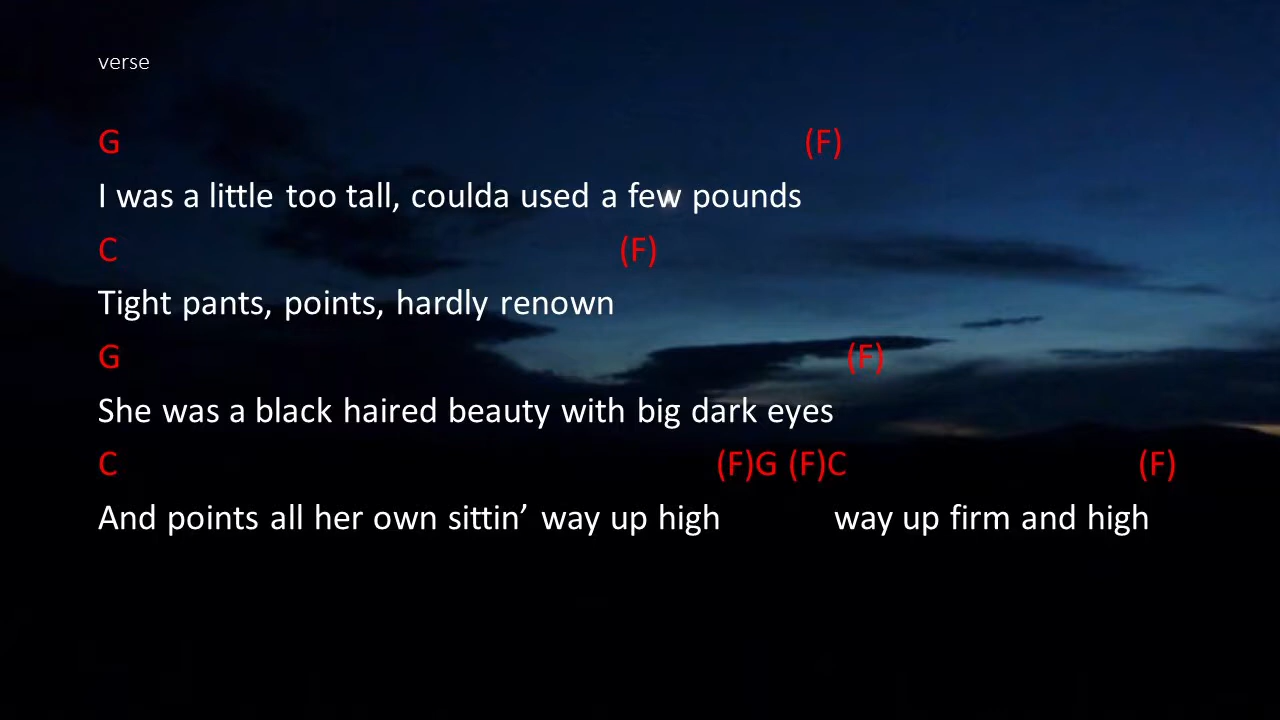 verse
G (F)
I was a little too tall, coulda used a few pounds
C (F)
Tight pants, points, hardly renown
G (F)
She was a black haired beauty with big dark eyes
C (F)G (F)C (F)
And points all her own sittin’ way up high way up firm and high